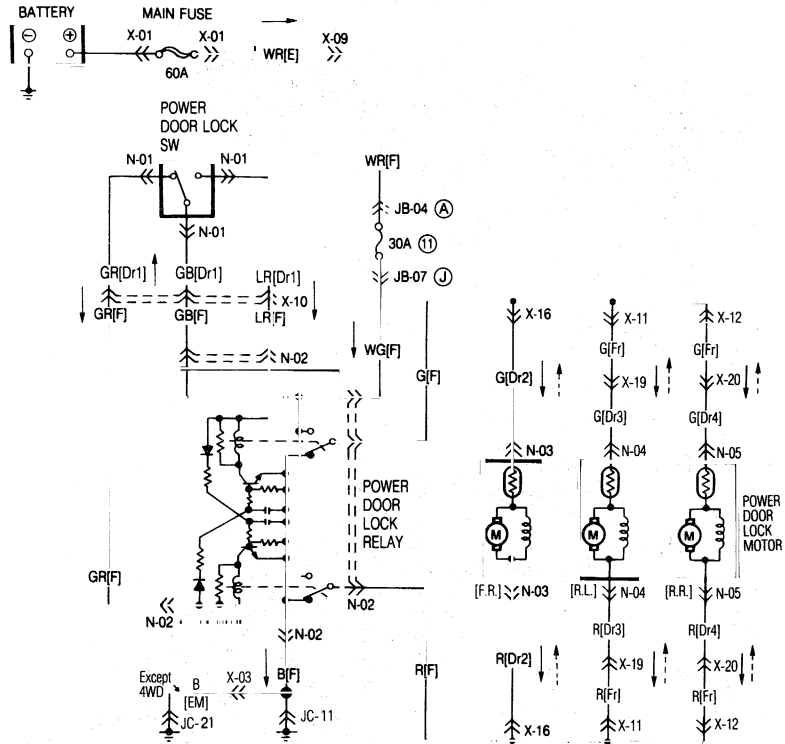 BATTERY
MAIN FUSE
X-01
X-01
X-09
WR[E]
60A
POWER
DOOR LOCK
SW
N-01
N-01
WR[F]
JB-04 A
N-01
30A 11
GR[Dr1]
GB[Dr1]
LR[Dr1]
JB-07 J
X-10
GR[F]
GB[F]
LR[F]
X-16
X-11
X-12
N-02
WG[F]
G[Fr]
G[Fr]
G[F]
G[Dr2]
X-19
X-20
G[Dr3]
G[Dr4]
N-03
N-04
N-05
POWER
DOOR
LOCK
RELAY
POWER
DOOR
LOCK
MOTOR
M
M
M
GR[F]
[F.R.]
N-03
[R.L.]
N-04
[R.R.]
N-05
N-02
N-02
N-02
R[Dr3]
R[Dr4]
Except
4WD
B
[EM]
X-03
B[F]
R[F]
R[Dr2]
X-19
X-20
R[Fr]
R[Fr]
JC-21
JC-11
X-16
X-11
X-12